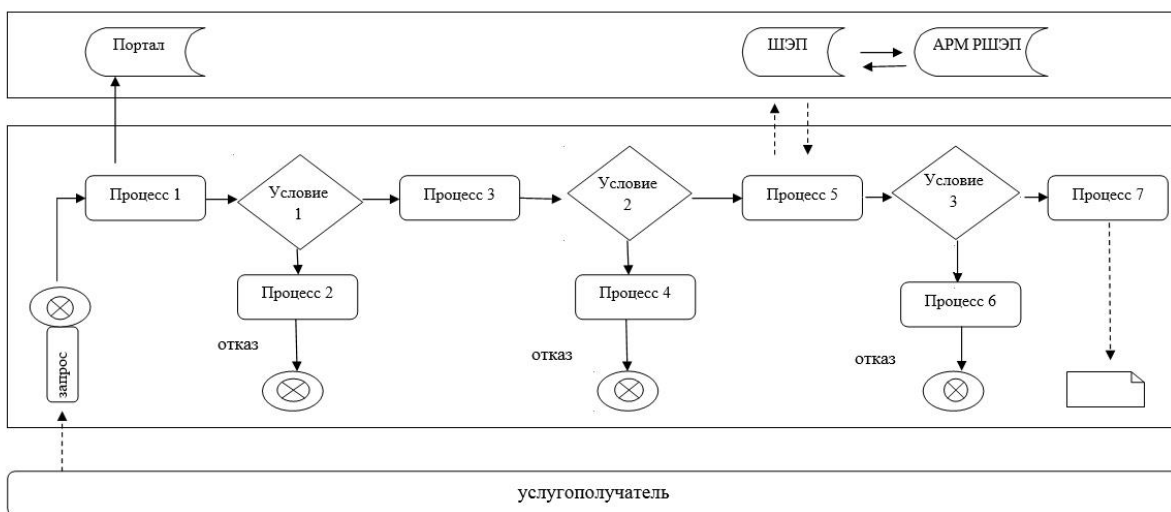 Портал
ШЭП
АРМ РШЭП
Процесс 1
Условие
1
Процесс 3
Условие
2
Процесс 5
Условие
3
Процесс 7
Процесс 2
Процесс 4
Процесс 6
запрос
отказ
отказ
отказ
услугополучатель